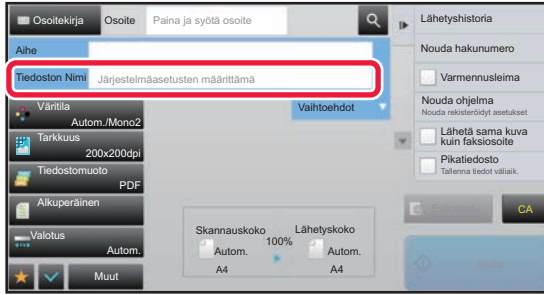 Osoitekirja
Osoite
Paina ja syötä osoite
Aihe
Tiedoston Nimi
Järjestelmäasetusten määrittämä
Väritila
Autom./Mono2
Tarkkuus
200x200dpi
Tiedostomuoto
PDF
Alkuperäinen
Valotus
Autom.
Muut
Vaihtoehdot
Skannauskoko
100%
Lähetyskoko
Autom.
A4
Autom.
A4
Lähetyshistoria
Nouda hakunumero
Varmennusleima
Nouda ohjelma
Nouda rekisteröidyt asetukset
Lähetä sama kuva
kuin faksiosoite
Pikatiedosto
Tallenna tiedot väliaik.
CA